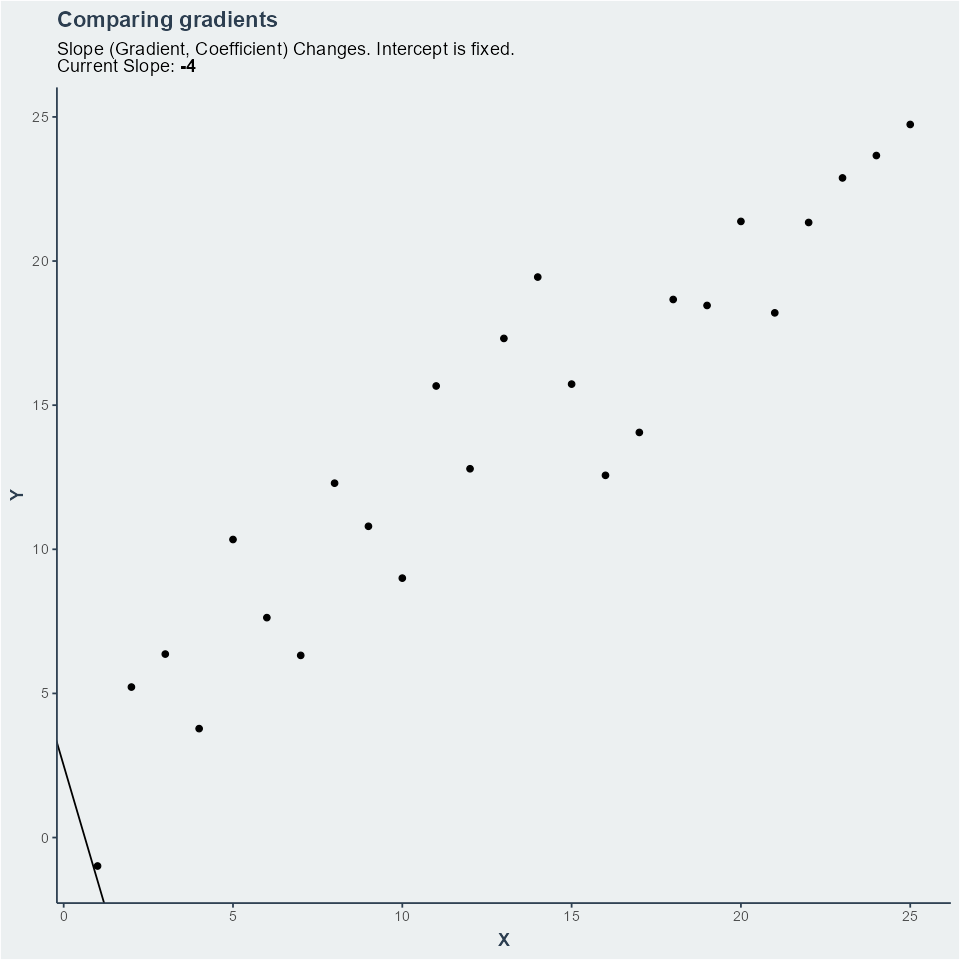 Comparing gradients
Slope (Gradient, Coefficient) Changes. Intercept is fixed.
Current Slope: -4
25
20
15
10
5
0
Y
0 5 10 15 20 25
X